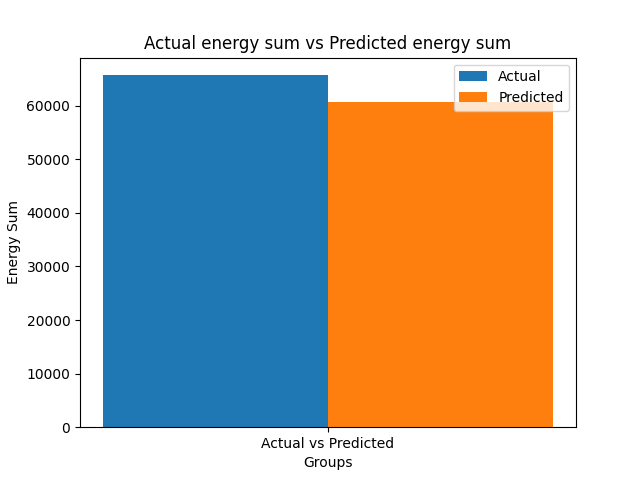 Actual energy sum vs Predicted energy sum
Actual
Predicted
60000
50000
40000
30000
20000
10000
0
Energy Sum
Actual vs Predicted
Groups